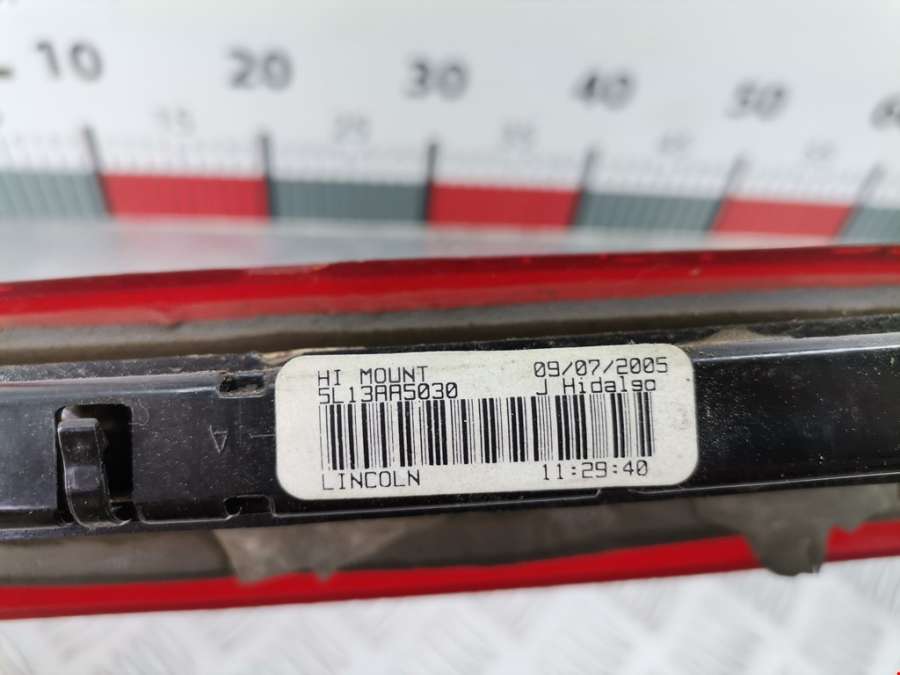 10 20 30 40 50
15 25 35 45 55
HI MOUNT 09/07/2005
5L13AA5030 J Hidalgo
LINCOLN 11:29:40
A